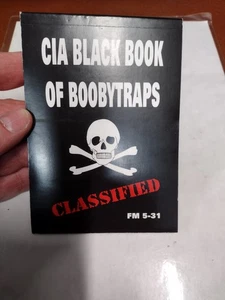 CIA BLACK BOOK
OF BOOBYTRAPS
CLASSIFIED
FM 5-31